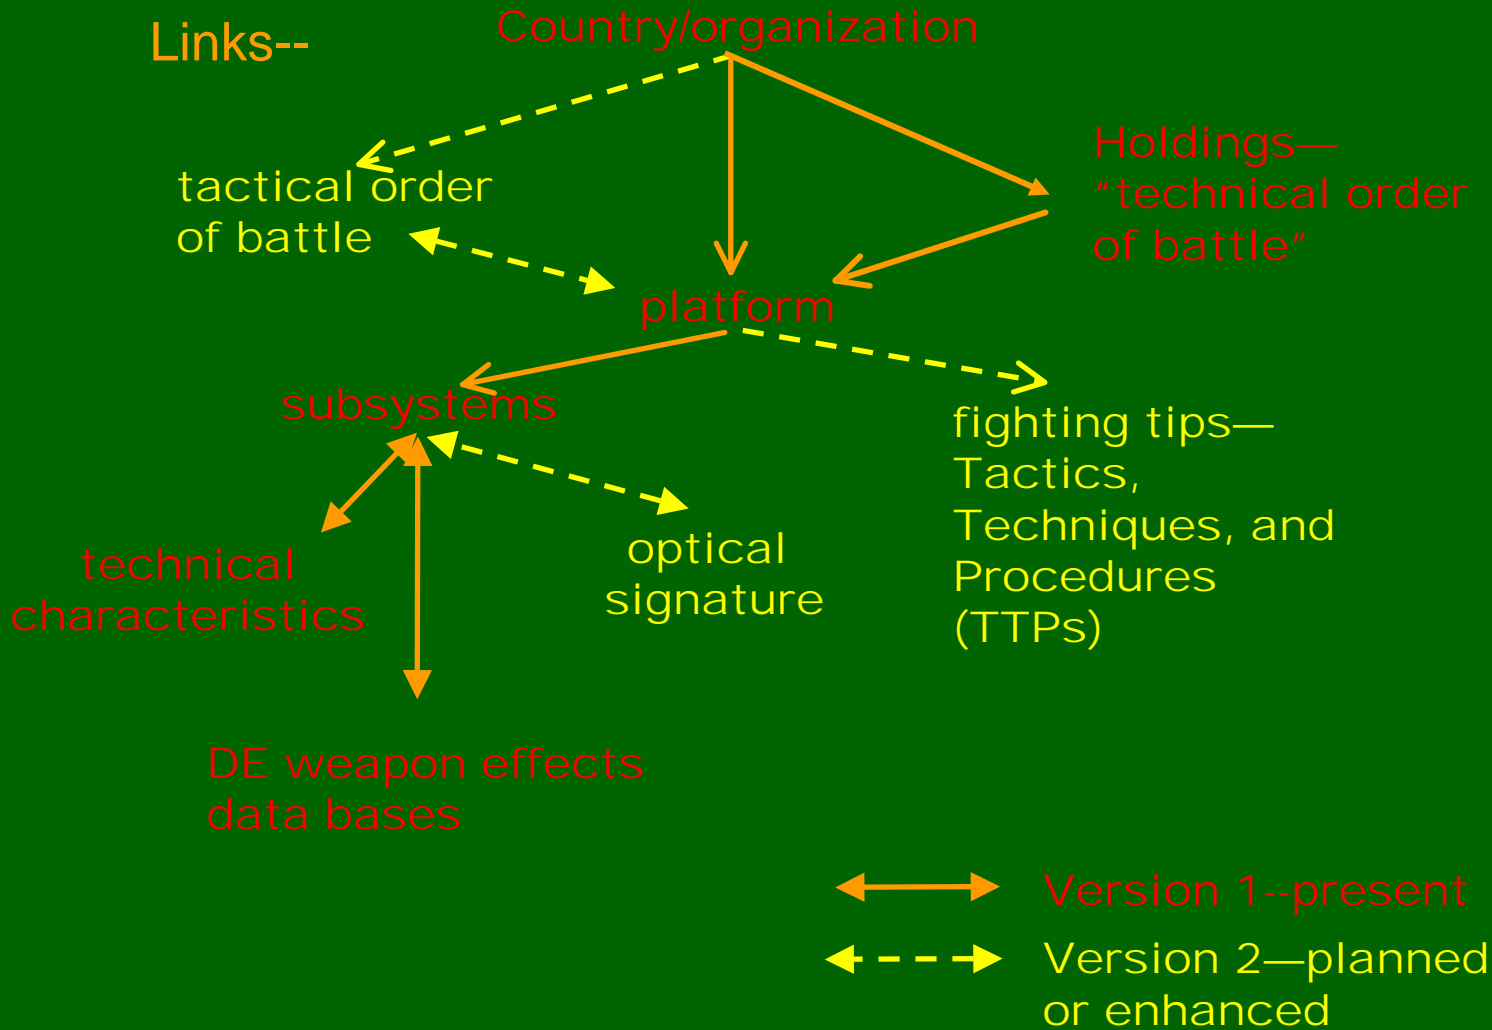 Links--
Country/organization
tactical order
of battle
Holdings—
"technical order
of battle"
platform
subsystems
fighting tips—
Tactics,
Techniques, and
Procedures
(TTPs)
technical
characteristics
optical
signature
DE weapon effects
data bases
Version 1--present
Version 2—planned
or enhanced